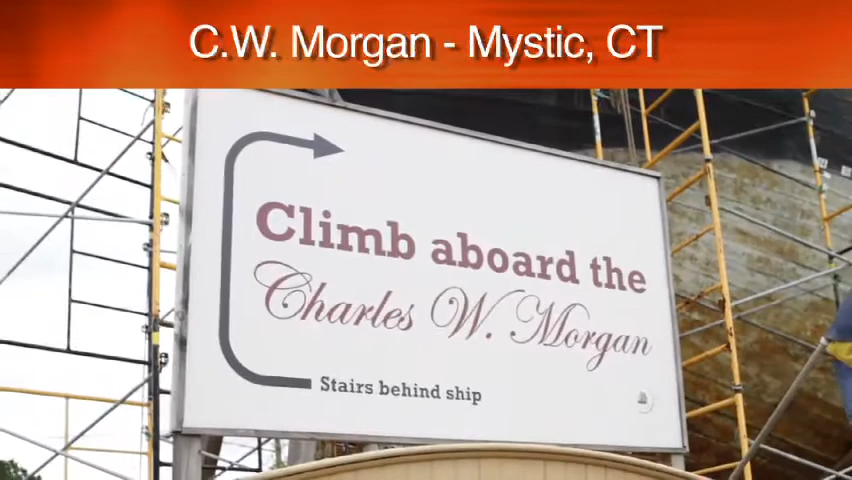 C.W. Morgan - Mystic, CT
Climb aboard the
Charles W. Morgan
Stairs behind ship